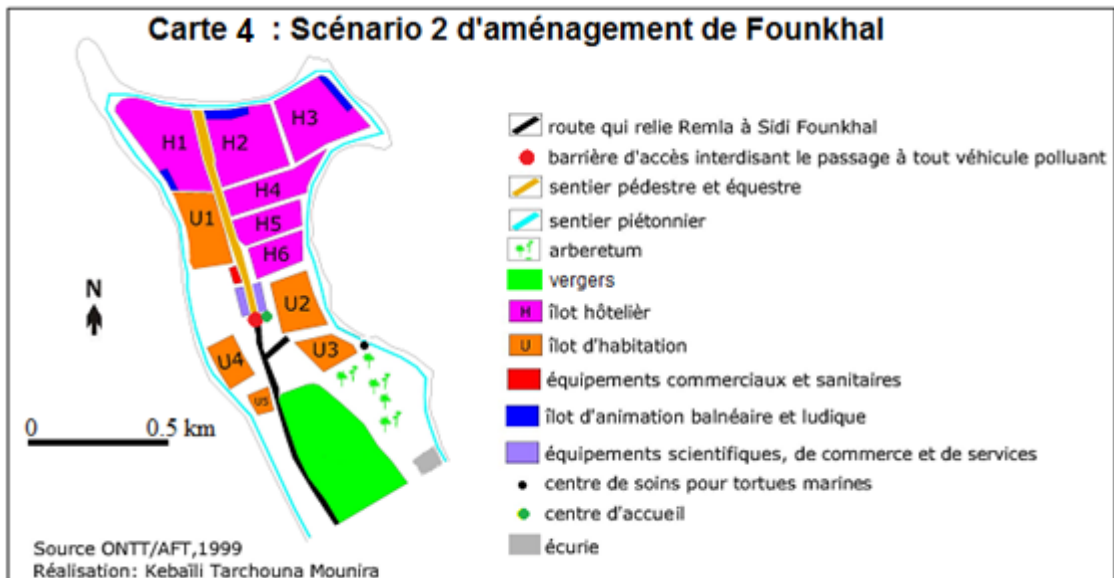 Carte 4 : Scénario 2 d'aménagement de Founkhal
H1
H2
H3
H4
H5
H6
U1
U2
U3
U4
U5
N
0 0.5 km
route qui relie Remla à Sidi Founkhal
barrière d'accès interdisant le passage à tout véhicule polluant
sentier pédestre et équestre
sentier piétonnier
arberetum
vergers
H îlot hôtelièr
U îlot d'habitation
équipements commerciaux et sanitaires
îlot d'animation balnéaire et ludique
équipements scientifiques, de commerce et de services
centre de soins pour tortues marines
centre d'accueil
écurie
Source ONTT/AFT,1999
Réalisation: Kebaïli Tarchouna Mounira